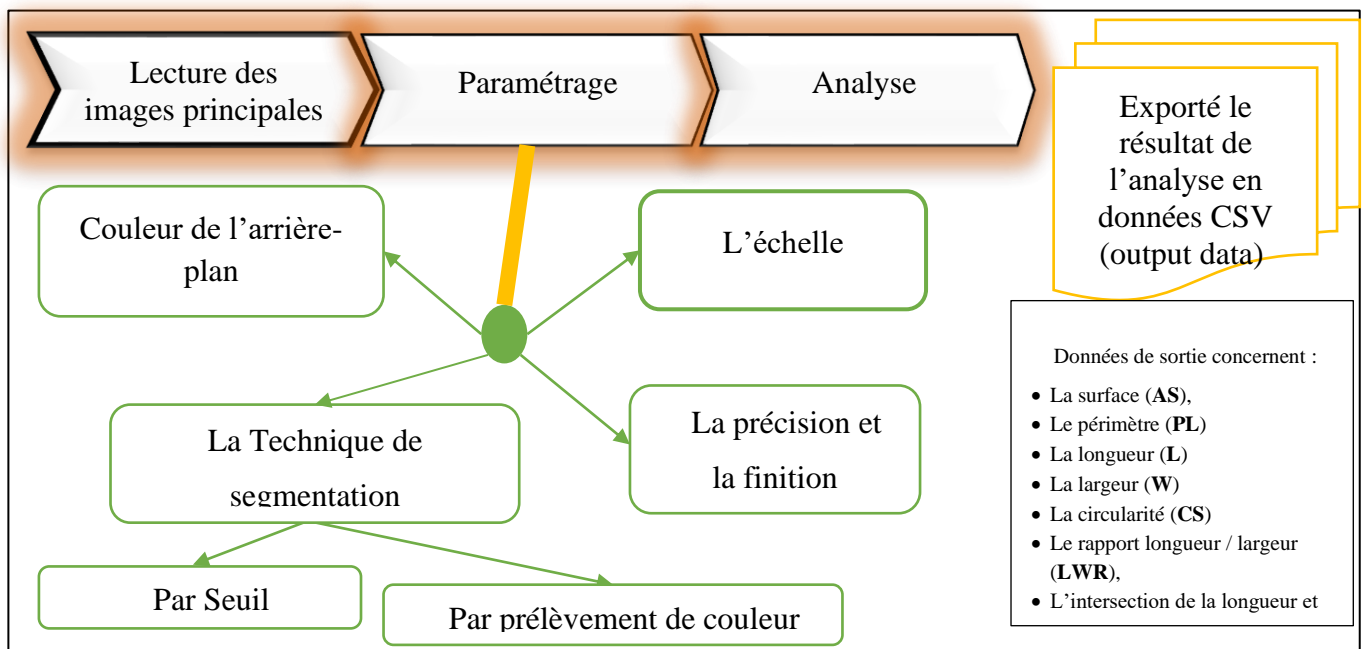 Lecture des
images principales
Paramétrage
Analyse
Exporté le
résultat de
l’analyse en
données CSV
(output data)
Couleur de l’arrière-
plan
L’échelle
La Technique de
segmentation
La précision et
la finition
Par Seuil
Par prélèvement de couleur
Données de sortie concernent :
• La surface (AS),
• Le périmètre (PL)
• La longueur (L)
• La largeur (W)
• La circularité (CS)
• Le rapport longueur / largeur
(LWR),
• L’intersection de la longueur et